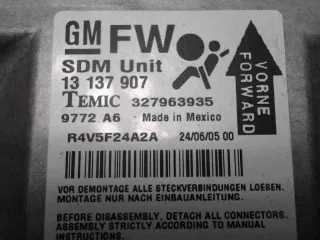 GM FW
SDM Unit
13 137 907
TEMIC 327963935
9772 A6 Made in Mexico
R4V5F24A2A 24/06/05 00
VORNE
FORWARD
VOR DEMONTAGE ALLE STECKVERBINDUNGEN LOESEN.
MONTAGE NUR NACH EINBAUANLEITUNG.
BEFORE DISASSEMBLY, DETACH ALL CONNECTORS.
ASSEMBLY STRICTLY ACCORDING TO MANUAL
INSTRUCTIONS